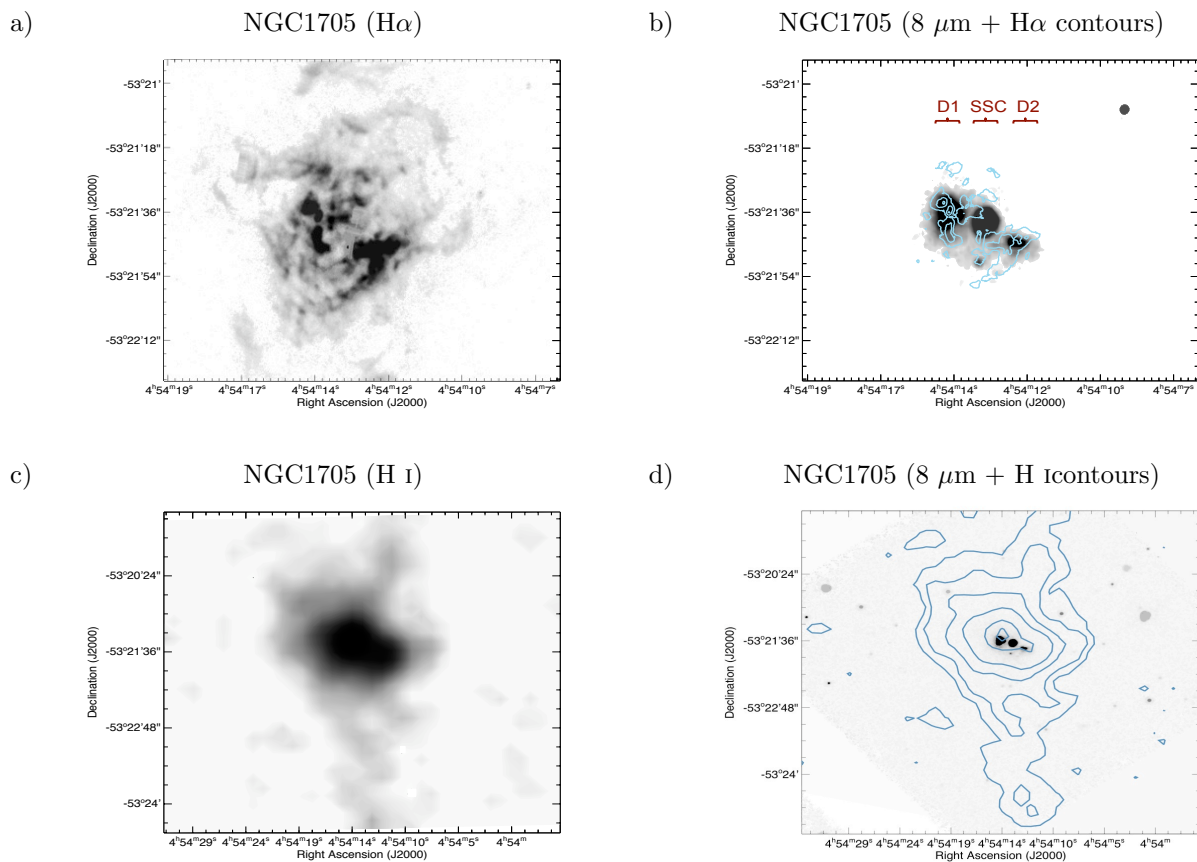 a) NGC1705 (Hα)
Declination (J2000)
-53°21'
-53°21'18"
-53°21'36"
-53°21'54"
-53°22'12"
4ʰ54ᵐ19ˢ 4ʰ54ᵐ17ˢ 4ʰ54ᵐ14ˢ 4ʰ54ᵐ12ˢ 4ʰ54ᵐ10ˢ 4ʰ54ᵐ07ˢ
Right Ascension (J2000)
b) NGC1705 (8 μm + Hα contours)
D1 SSC D2
Declination (J2000)
-53°21'
-53°21'18"
-53°21'36"
-53°21'54"
-53°22'12"
4ʰ54ᵐ19ˢ 4ʰ54ᵐ17ˢ 4ʰ54ᵐ14ˢ 4ʰ54ᵐ12ˢ 4ʰ54ᵐ10ˢ 4ʰ54ᵐ7ˢ
Right Ascension (J2000)
c) NGC1705 (H I)
Declination (J2000)
-53°20'24"
-53°21'36"
-53°22'48"
-53°24'
4ʰ54ᵐ29ˢ 4ʰ54ᵐ24ˢ 4ʰ54ᵐ19ˢ 4ʰ54ᵐ14ˢ 4ʰ54ᵐ10ˢ 4ʰ54ᵐ05ˢ 4ʰ54ᵐ
Right Ascension (J2000)
d) NGC1705 (8 μm + H Icontours)
Declination (J2000)
-53°20'24"
-53°21'36"
-53°22'48"
-53°24'
4ʰ54ᵐ29ˢ 4ʰ54ᵐ24ˢ 4ʰ54ᵐ19ˢ 4ʰ54ᵐ14ˢ 4ʰ54ᵐ10ˢ 4ʰ54ᵐ5ˢ 4ʰ54ᵐ
Right Ascension (J2000)